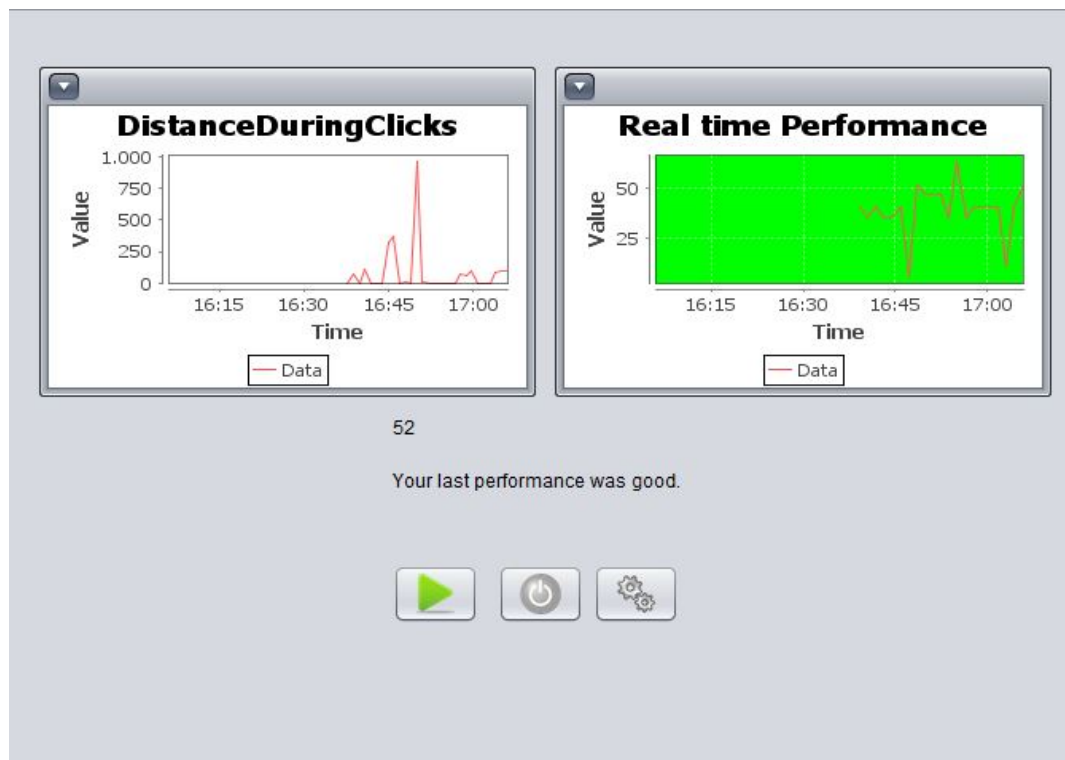 DistanceDuringClicks
1.000
750
500
250
0
Value
16:15 16:30 16:45 17:00
Time
Data
Real time Performance
50
25
Value
16:15 16:30 16:45 17:00
Time
Data
52
Your last performance was good.